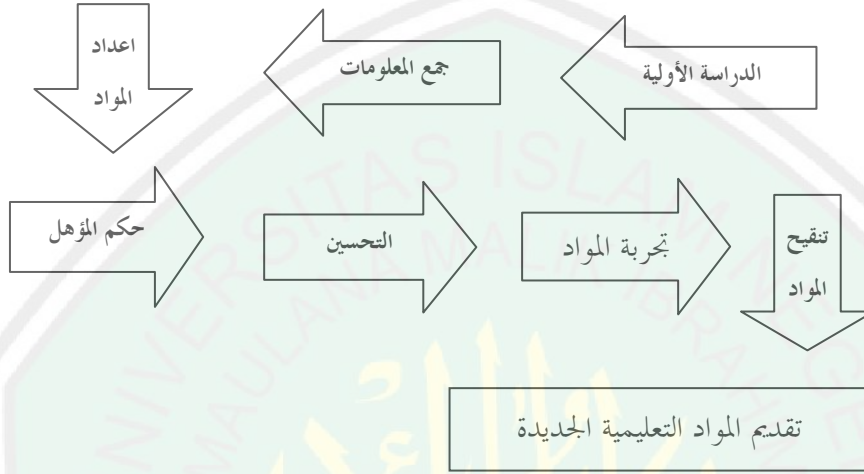 الدراسة الأولية
جمع المعلومات
اعداد
المواد
حكم المؤهل
التحسين
تجربة المواد
تنقيح
المواد
تقديم المواد التعليمية الجديدة